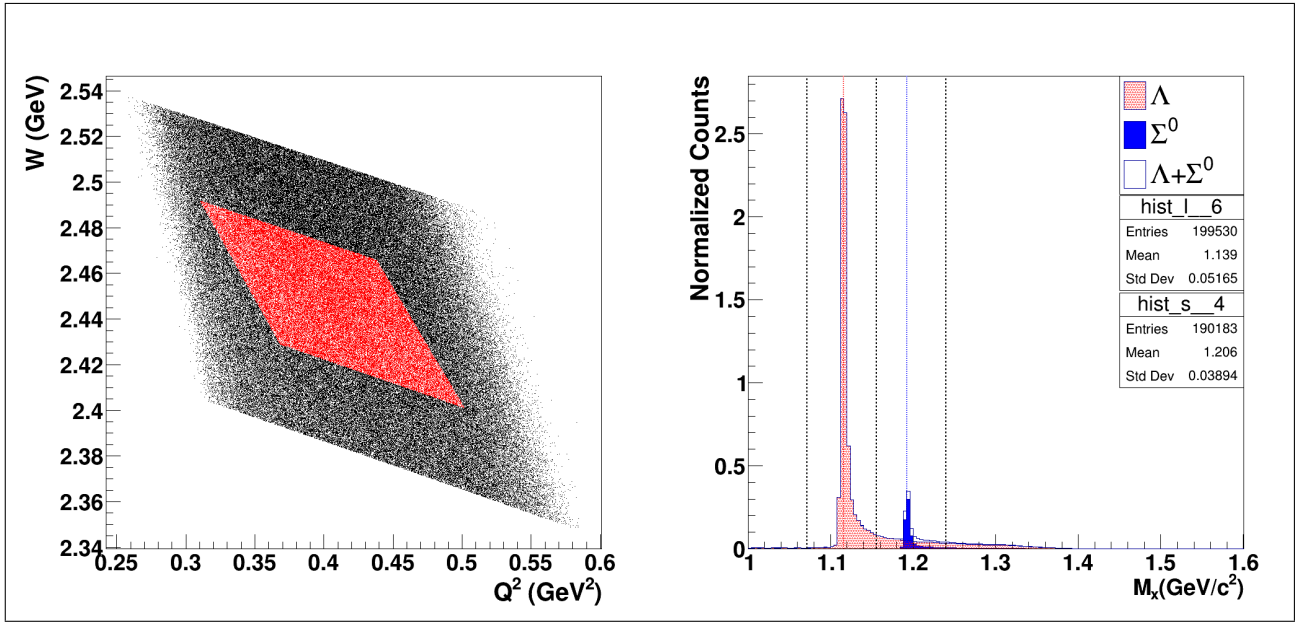 W (GeV)
2.54
2.52
2.5
2.48
2.46
2.44
2.42
2.4
2.38
2.36
2.34
0.25 0.3 0.35 0.4 0.45 0.5 0.55 0.6
Q² (GeV²)
Normalized Counts
2.5
2
1.5
1
0.5
0
1 1.1 1.2 1.3 1.4 1.5 1.6
Mₓ(GeV/c²)
Λ
Σ⁰
Λ+Σ⁰
hist_l__6
Entries 199530
Mean 1.139
Std Dev 0.05165
hist_s__4
Entries 190183
Mean 1.206
Std Dev 0.03894